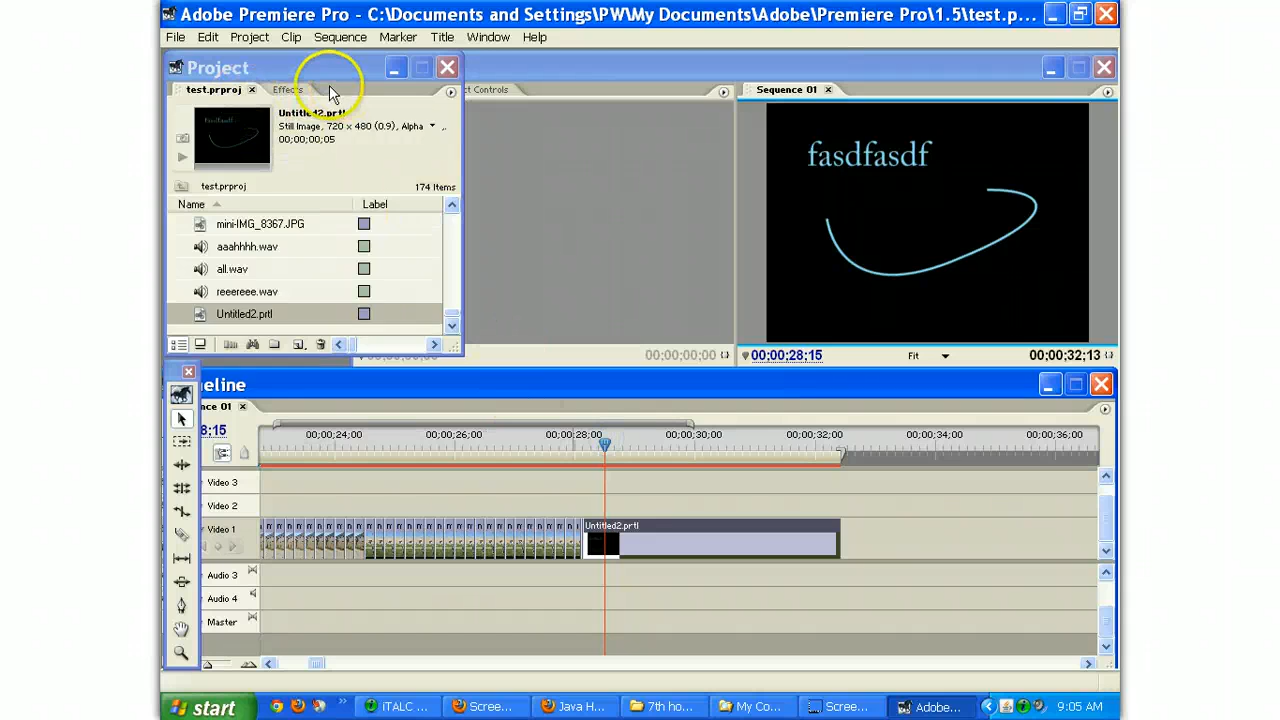 Adobe Premiere Pro - C:\Documents and Settings\PW\My Documents\Adobe\Premiere Pro\1.5\test.p...
File Edit Project Clip Sequence Marker Title Window Help
Project
test.prproj Effects Controls Sequence 01
Untitled2.prtl
Still Image, 720 x 480 (0.9), Alpha
00;00;00;05
fasdfasdf
test.prproj 174 Items
Name Label
mini-IMG_8367.JPG
aaahhhh.wav
all.wav
reeereee.wav
Untitled2.prtl
00;00;00;00 00;00;28;15 Fit 00;00;32;13
eline
ce 01
8;15 00;00;24;00 00;00;26;00 00;00;28;00 00;00;30;00 00;00;32;00 00;00;34;00 00;00;36;00
Video 3
Video 2
Video 1 Untitled2.prtl
Audio 3
Audio 4
Master
start iTALC ... Scree... Java H... 7th ho... My Co... Scree... Adobe... 9:05 AM